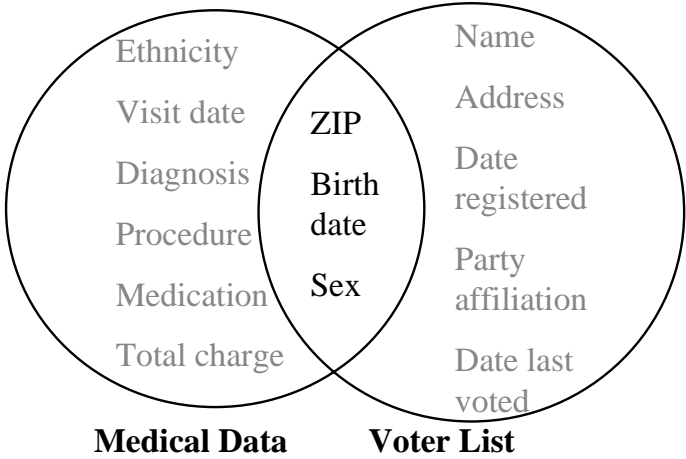 Ethnicity
Visit date
Diagnosis
Procedure
Medication
Total charge
ZIP
Birth
date
Sex
Name
Address
Date
registered
Party
affiliation
Date last
voted
Medical Data
Voter List